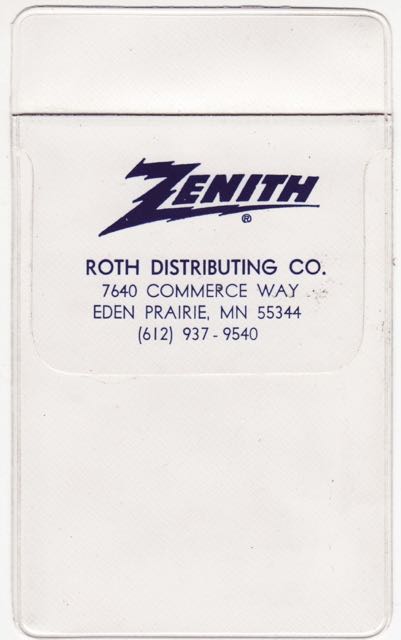 ZENITH ®
ROTH DISTRIBUTING CO.
7640 COMMERCE WAY
EDEN PRAIRIE, MN 55344
(612) 937-9540